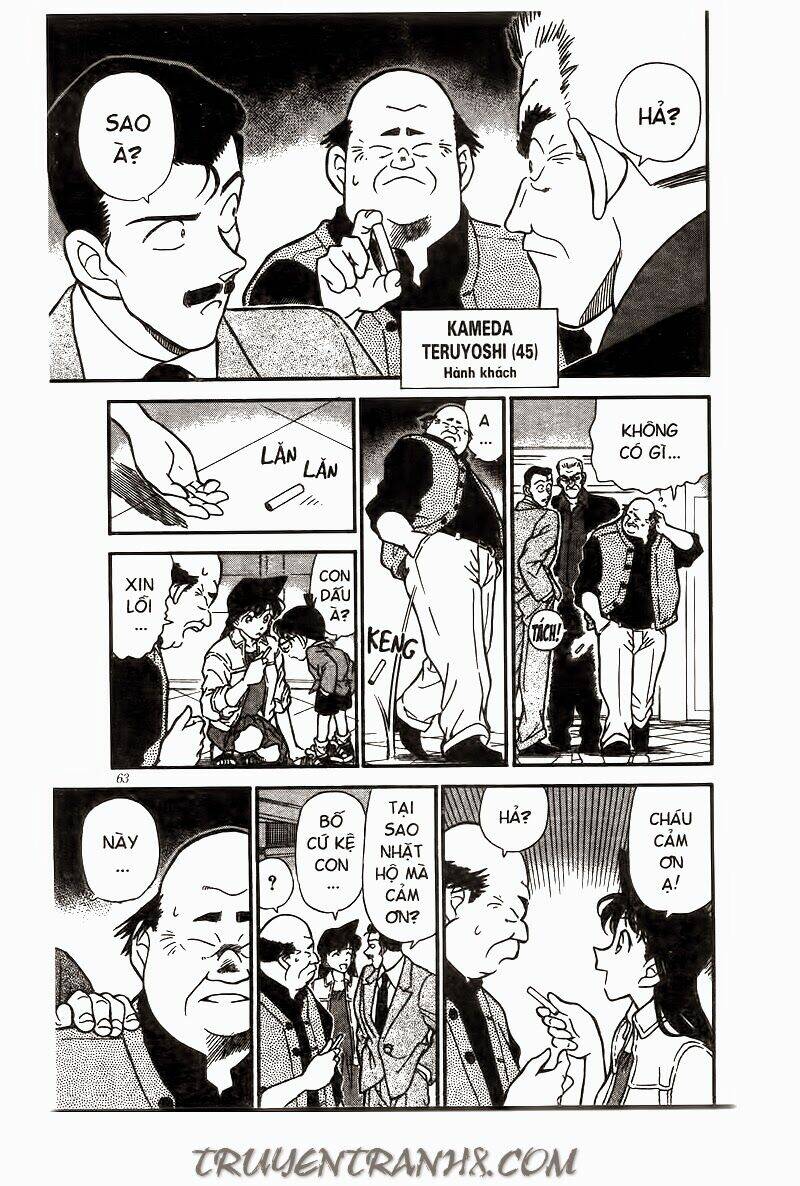 HẢ?
SAO
À?
KAMEDA
TERUYOSHI (45)
Hành khách
KHÔNG
CÓ GÌ...
TÁCH!
A
...
KENG
LĂN
LĂN
CON
DẤU
À?
XIN
LỖI
...
63
CHÁU
CẢM
ƠN
Ạ!
HẢ?
TẠI
SAO
NHẶT
HỘ MÀ
CẢM
ƠN?
BỐ
CỨ KỆ
CON
...
?
NÀY
...
TRUYENTRANH8.COM